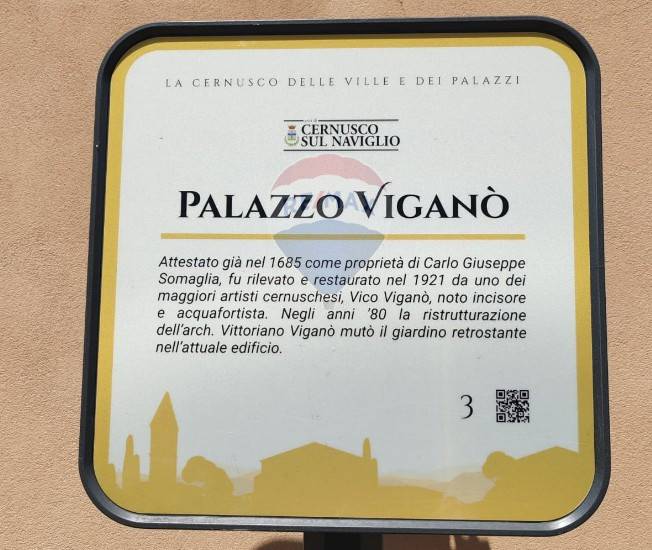 LA CERNUSCO DELLE VILLE E DEI PALAZZI
CERNUSCO
SUL NAVIGLIO
RE/MAX
PALAZZO VIGANÒ
Attestato già nel 1685 come proprietà di Carlo Giuseppe
Somaglia, fu rilevato e restaurato nel 1921 da uno dei
maggiori artisti cernuschesi, Vico Viganò, noto incisore
e acquafortista. Negli anni '80 la ristrutturazione
dell'arch. Vittoriano Viganò mutò il giardino retrostante
nell'attuale edificio.
3